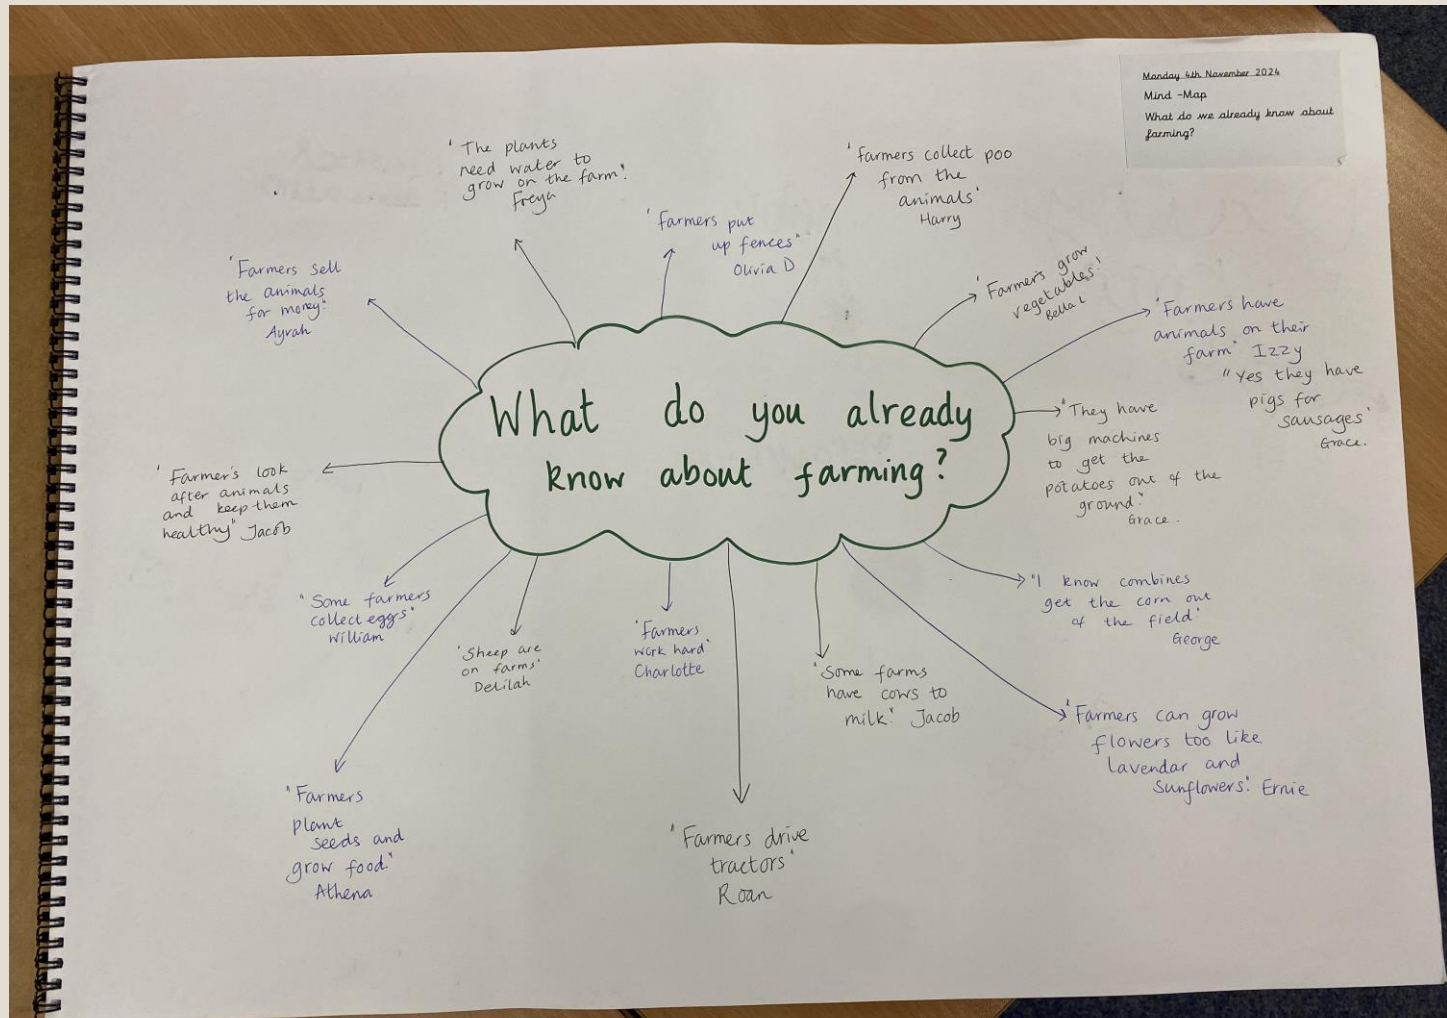 Monday 4th November 2024
Mind -Map
What do we already know about
farming?
What do you already
know about farming?
'The plants
need water to
grow on the farm.'
Freya
'farmers put
up fences"
Olivia D
'farmers collect poo
from the
animals'
Harry
"Farmers grow
vegetables.'
Bella L
"Farmers have
animals on their
farm" Izzy
"Yes they have
pigs for
sausages'
Grace.
"They have
big machines
to get the
potatoes out of the
ground."
Grace.
"I know combines
get the corn out
of the field."
George
"Farmers can grow
flowers too like
lavendar and
sunflowers." Ernie
'Some farms
have cows to
milk." Jacob
'Farmers drive
tractors'
Roan
'Farmers
work hard"
Charlotte
'Sheep are
on farms'
Delilah
"Farmers
plant
seeds and
grow food."
Athena
"Some farmers
collect eggs"
William
'Farmer's look
after animals
and keep them
healthy" Jacob
'Farmers sell
the animals
for money."
Ayrah